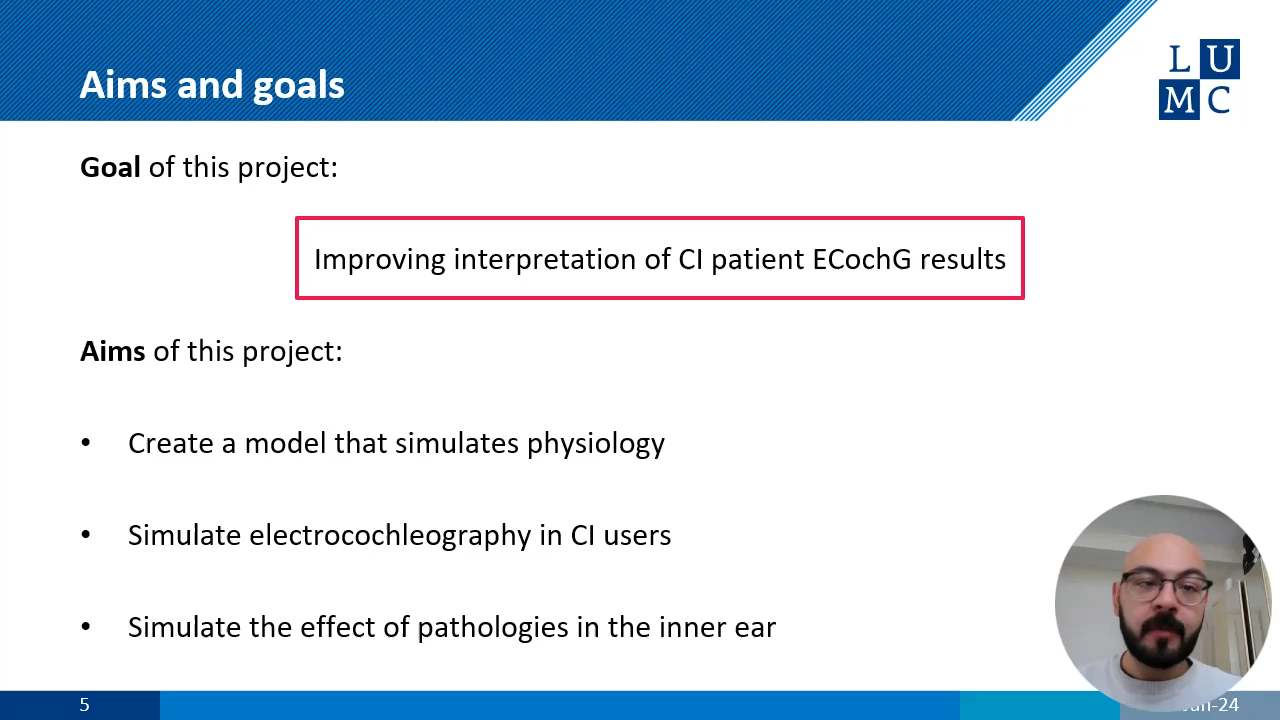 Aims and goals
L U
M C
Goal of this project:
Improving interpretation of CI patient ECochG results
Aims of this project:
• Create a model that simulates physiology
• Simulate electrocochleography in CI users
• Simulate the effect of pathologies in the inner ear
5